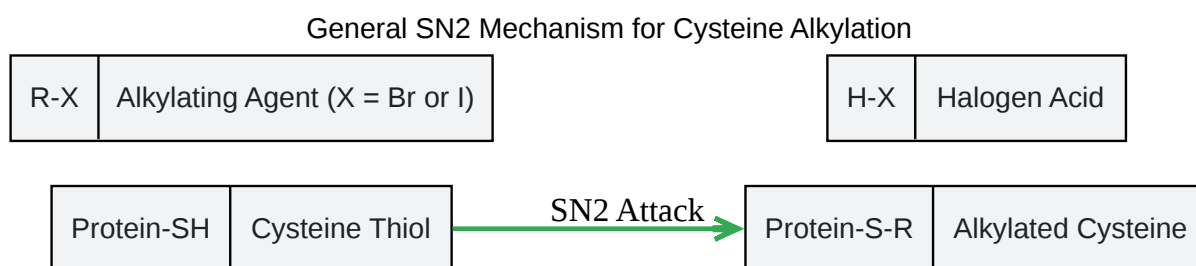 General SN2 Mechanism for Cysteine Alkylation
R-X Alkylating Agent (X = Br or I)
H-X Halogen Acid
Protein-SH Cysteine Thiol
SN2 Attack
Protein-S-R Alkylated Cysteine